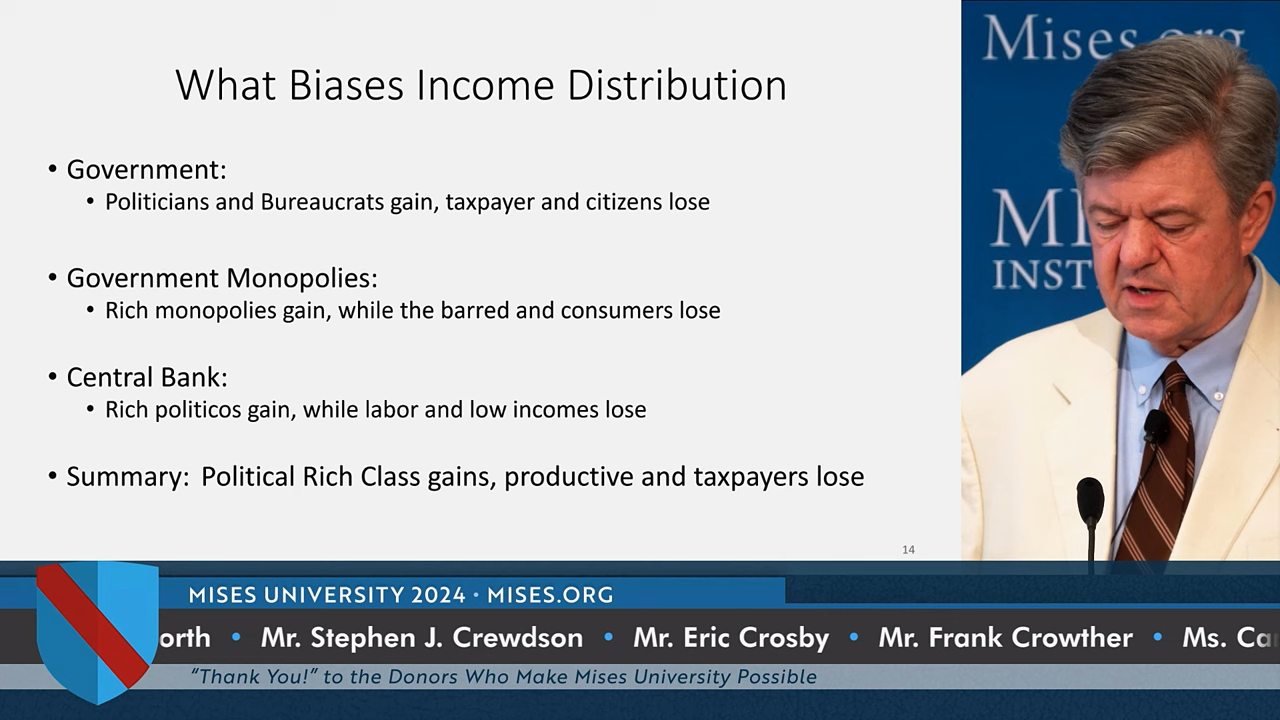 What Biases Income Distribution
• Government:
• Politicians and Bureaucrats gain, taxpayer and citizens lose
• Government Monopolies:
• Rich monopolies gain, while the barred and consumers lose
• Central Bank:
• Rich politicos gain, while labor and low incomes lose
• Summary: Political Rich Class gains, productive and taxpayers lose
14
Mises.org
INST
MISES UNIVERSITY 2024 • MISES.ORG
orth • Mr. Stephen J. Crewdson • Mr. Eric Crosby • Mr. Frank Crowther • Ms. Ca
“Thank You!” to the Donors Who Make Mises University Possible